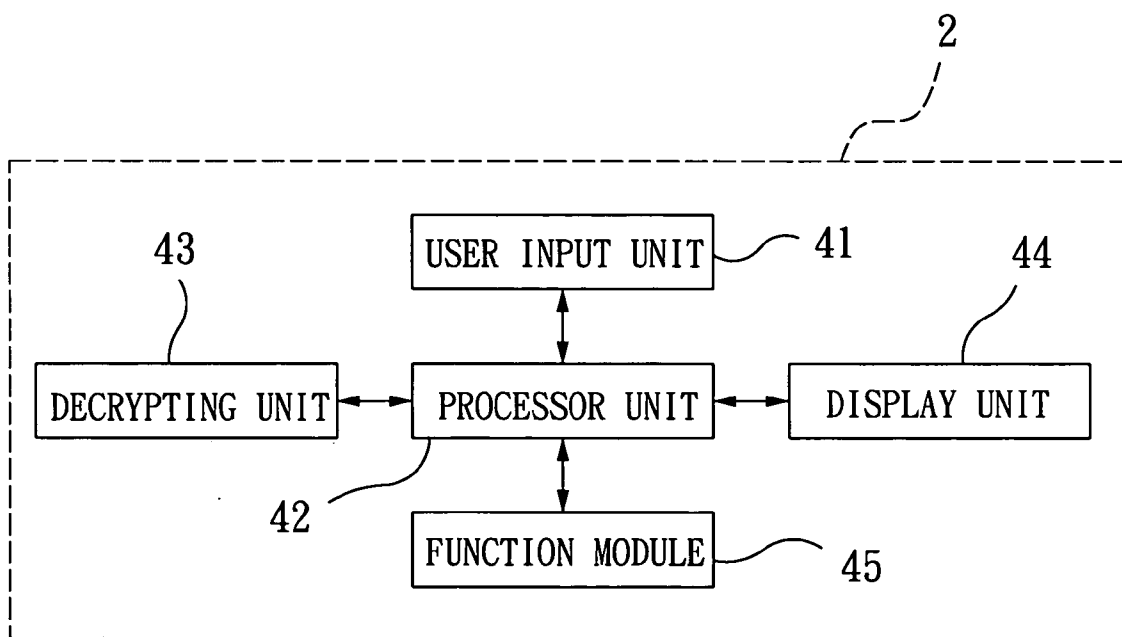 2
USER INPUT UNIT
41
43
44
DECRYPTING UNIT
PROCESSOR UNIT
DISPLAY UNIT
42
FUNCTION MODULE
45